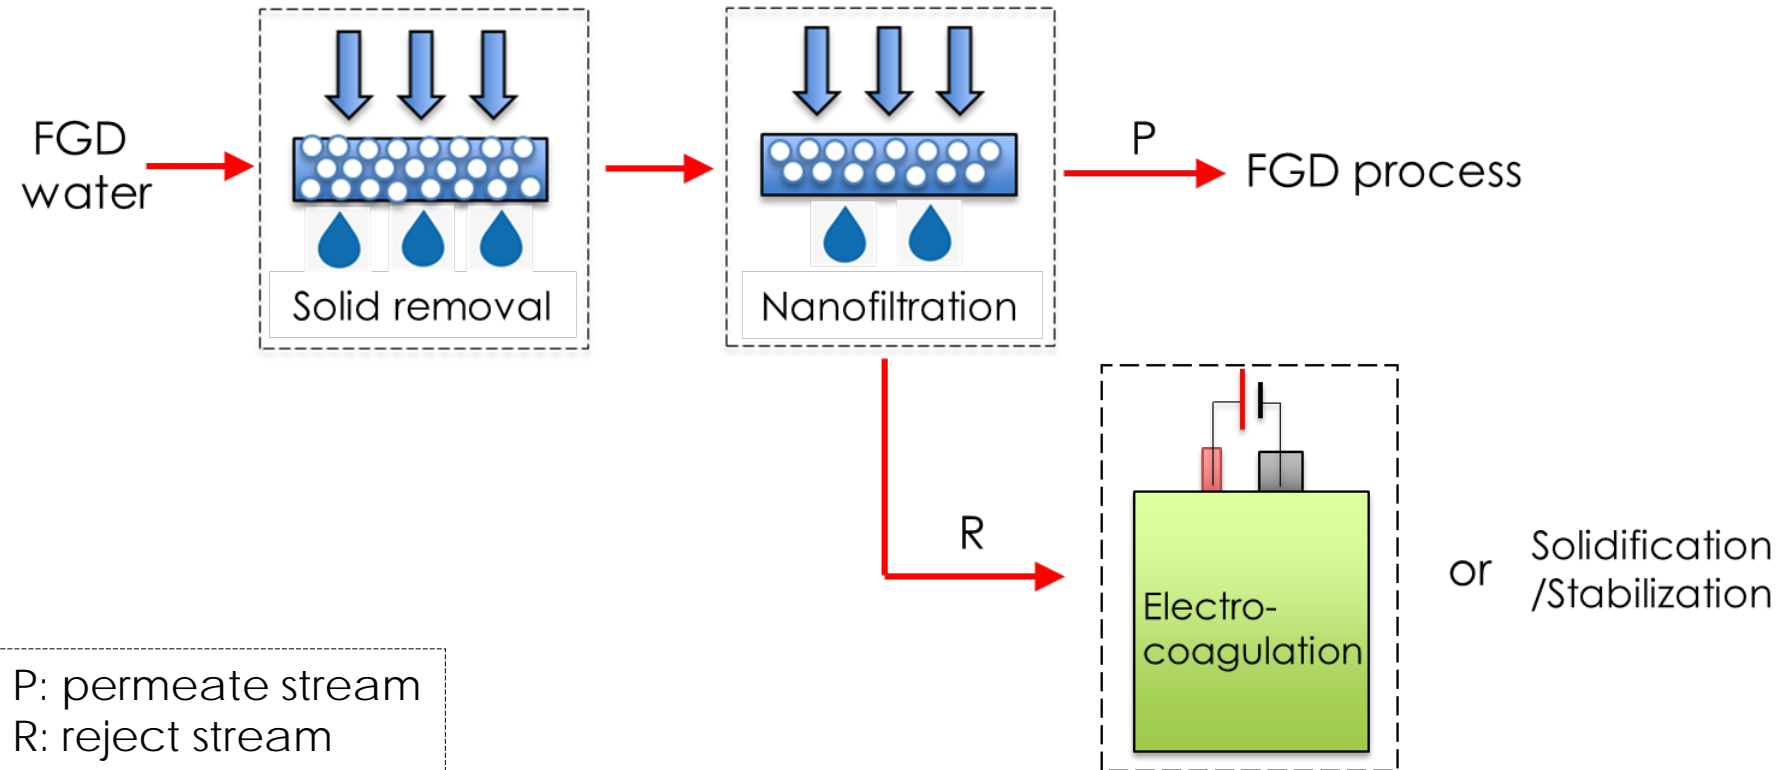 FGD
water
Solid removal
Nanofiltration
P
FGD process
R
Electro-
coagulation
or
Solidification
/Stabilization
P: permeate stream
R: reject stream